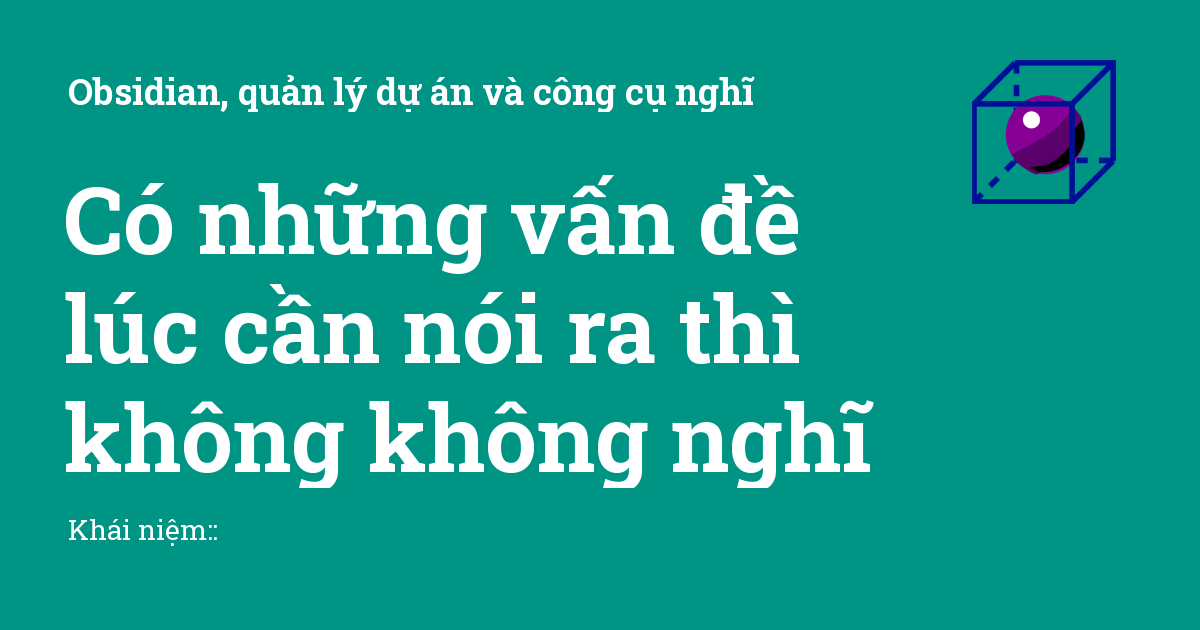 Obsidian, quản lý dự án và công cụ nghĩ
Có những vấn đề
lúc cần nói ra thì
không không nghĩ
Khái niệm::